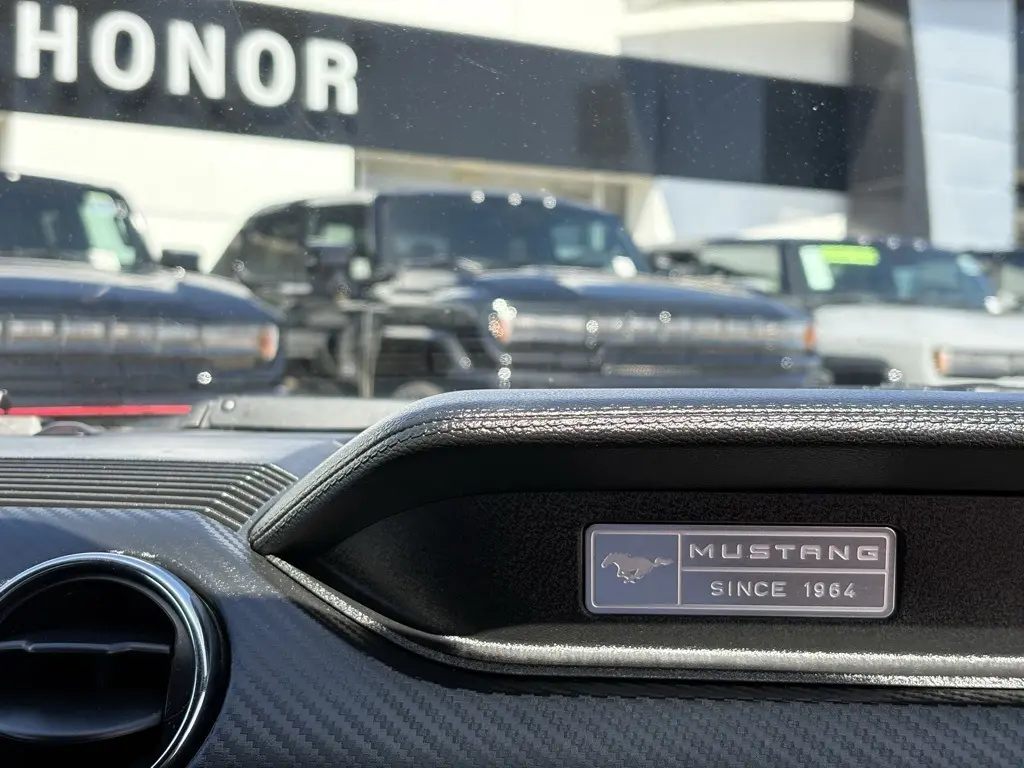 HONOR
MUSTANG
SINCE 1964